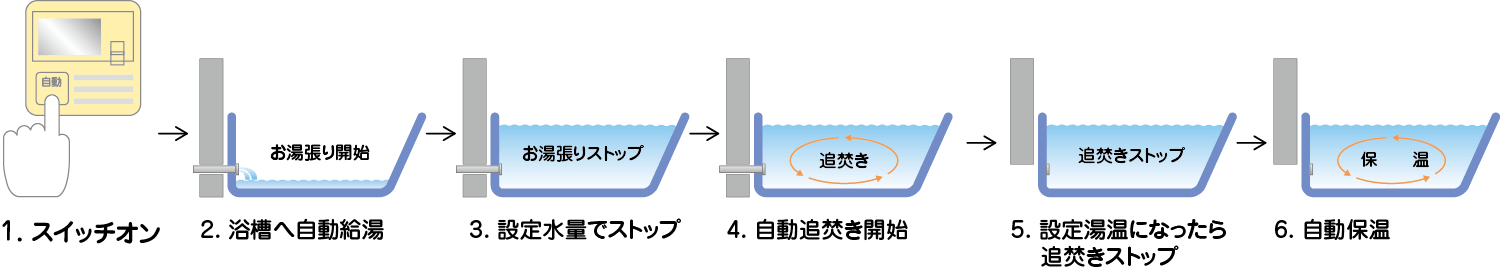 自動
お湯張り開始
お湯張りストップ
追焚き
追焚きストップ
保 温
1. スイッチオン
2. 浴槽へ自動給湯
3. 設定水量でストップ
4. 自動追焚き開始
5. 設定湯温になったら
追焚きストップ
6. 自動保温